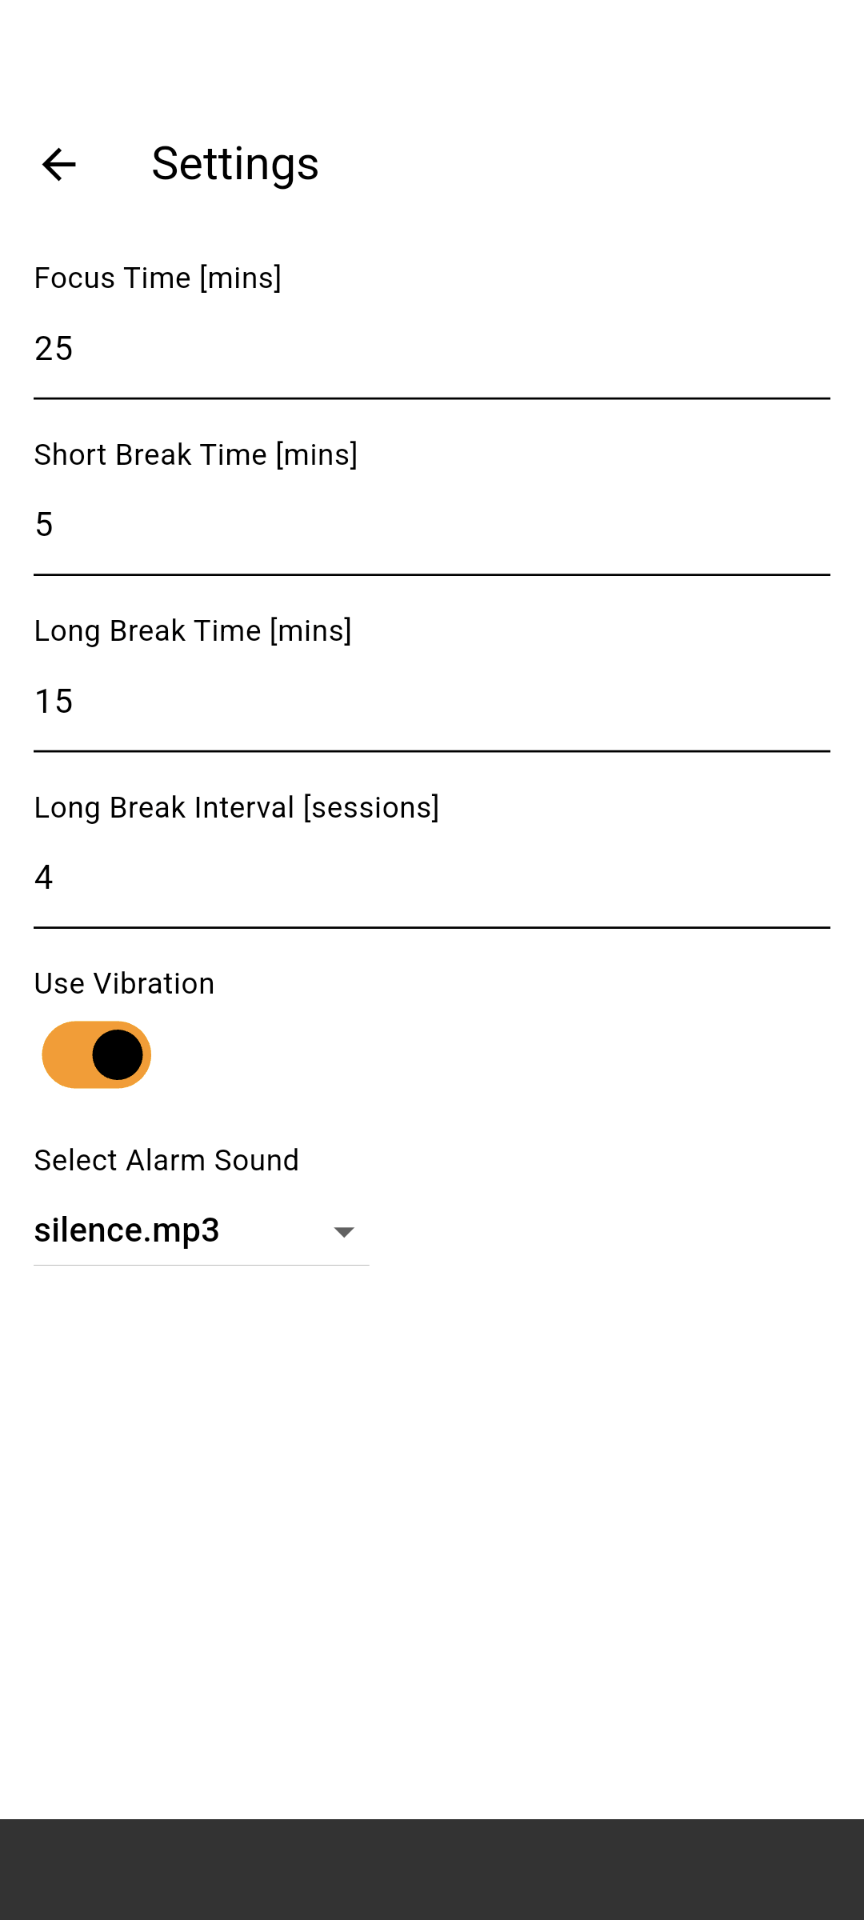 Settings
Focus Time [mins]
25
Short Break Time [mins]
5
Long Break Time [mins]
15
Long Break Interval [sessions]
4
Use Vibration
Select Alarm Sound
silence.mp3